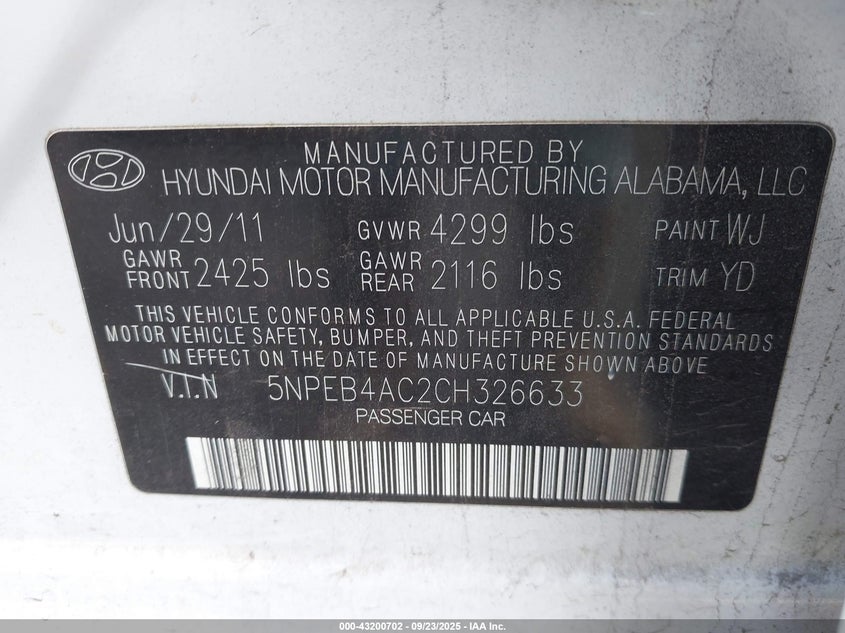 MANUFACTURED BY
HYUNDAI MOTOR MANUFACTURING ALABAMA, LLC
Jun/29/11 GVWR 4299 lbs PAINT WJ
GAWR FRONT 2425 lbs GAWR REAR 2116 lbs TRIM YD
THIS VEHICLE CONFORMS TO ALL APPLICABLE U.S.A. FEDERAL
MOTOR VEHICLE SAFETY, BUMPER, AND THEFT PREVENTION STANDARDS
IN EFFECT ON THE DATE OF MANUFACTURE SHOWN ABOVE
V.I.N 5NPEB4AC2CH326633
PASSENGER CAR
000-43200702 - 09/23/2025 - IAA Inc.